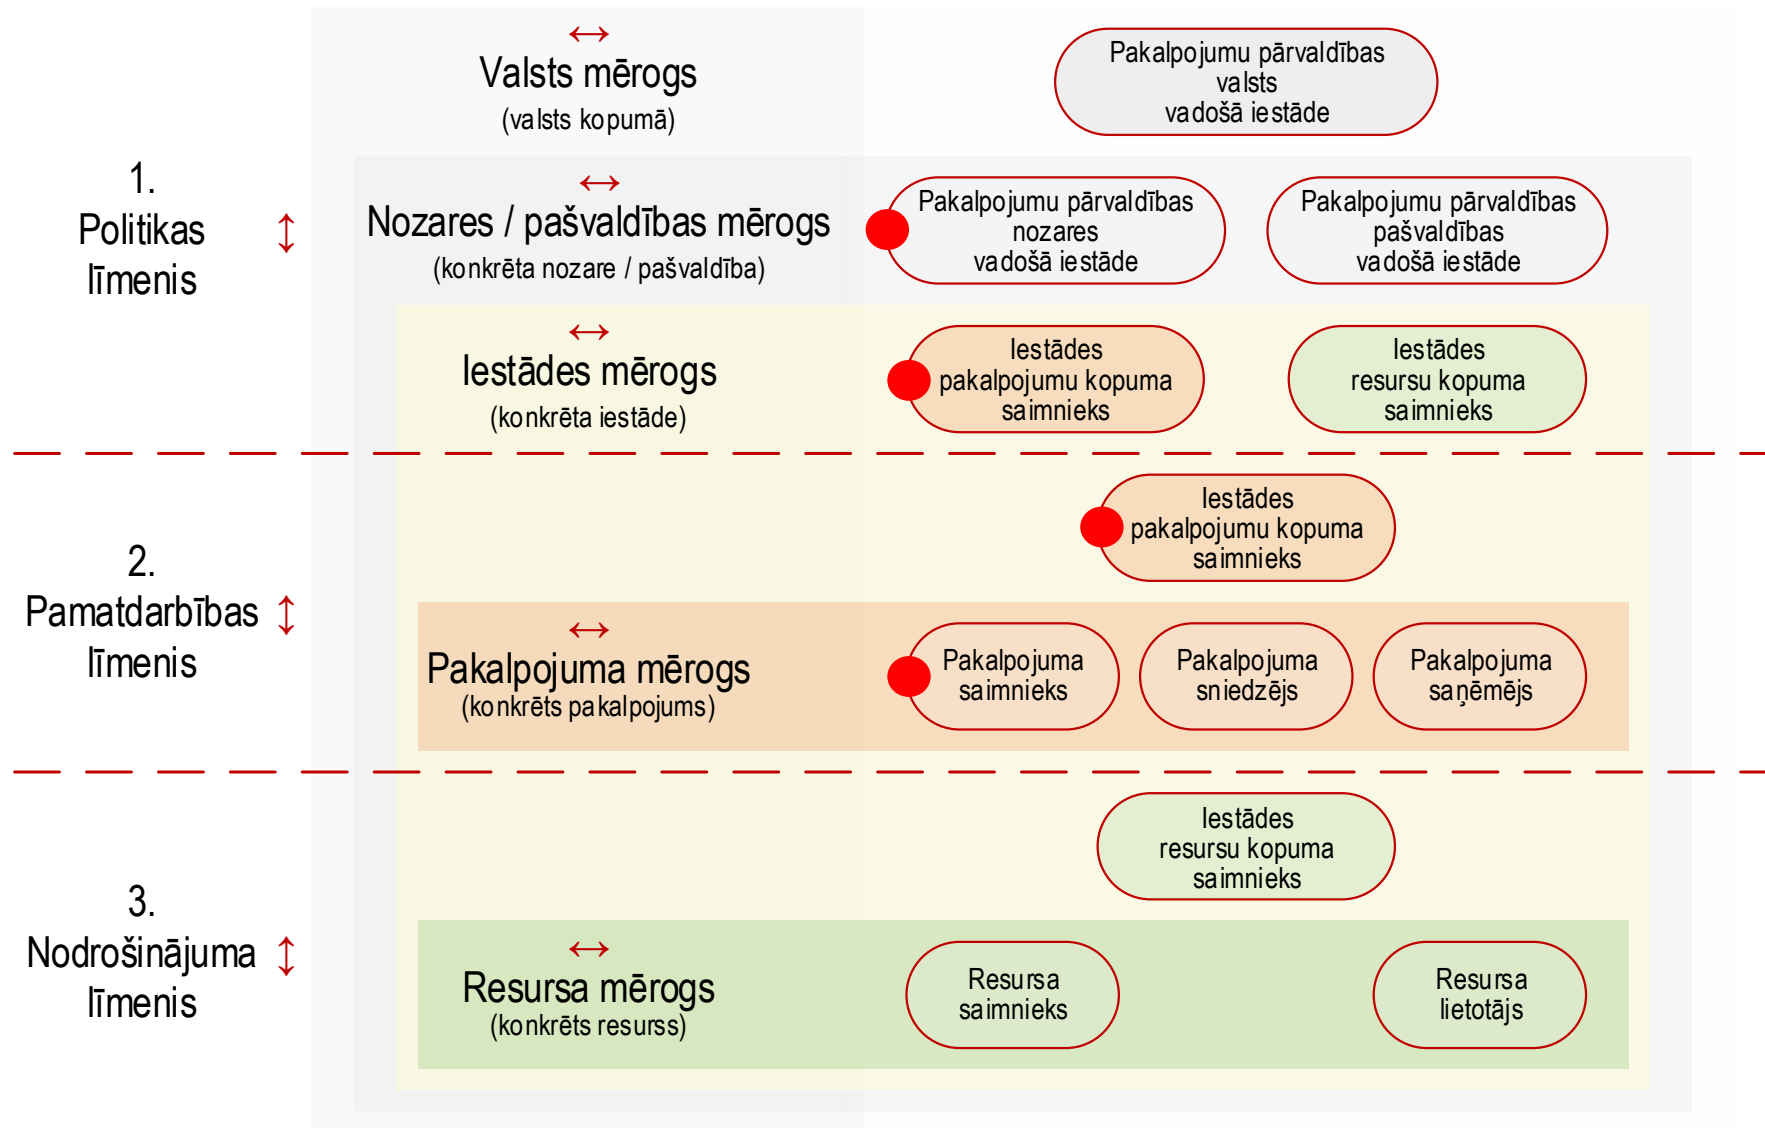 ↔
Valsts mērogs
(valsts kopumā)
Pakalpojumu pārvaldības
valsts
vadošā iestāde
1.
Politikas
līmenis
↕
↔
Nozares / pašvaldības mērogs
(konkrēta nozare / pašvaldība)
Pakalpojumu pārvaldības
nozares
vadošā iestāde
Pakalpojumu pārvaldības
pašvaldības
vadošā iestāde
↔
Iestādes mērogs
(konkrēta iestāde)
Iestādes
pakalpojumu kopuma
saimnieks
Iestādes
resursu kopuma
saimnieks
2.
Pamatdarbības
līmenis
↕
Iestādes
pakalpojumu kopuma
saimnieks
↔
Pakalpojuma mērogs
(konkrēts pakalpojums)
Pakalpojuma
saimnieks
Pakalpojuma
sniedzējs
Pakalpojuma
saņēmējs
3.
Nodrošinājuma
līmenis
↕
Iestādes
resursu kopuma
saimnieks
↔
Resursa mērogs
(konkrēts resurss)
Resursa
saimnieks
Resursa
lietotājs